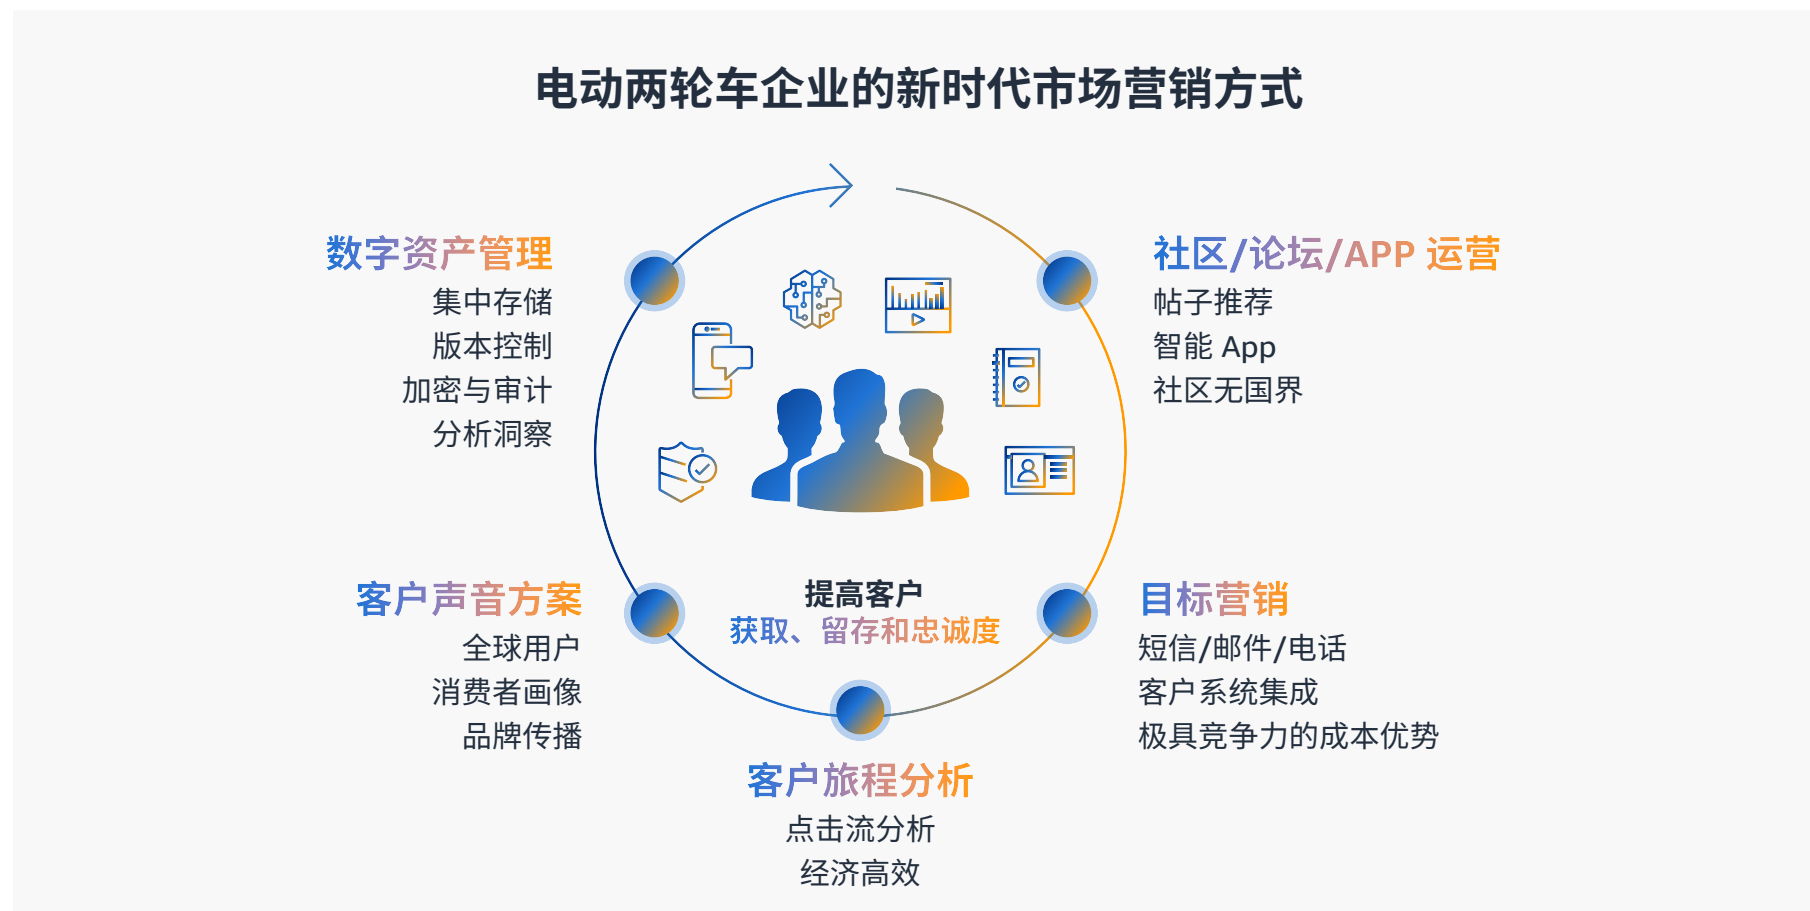 电动两轮车企业的新时代市场营销方式
数字资产管理
集中存储
版本控制
加密与审计
分析洞察
社区/论坛/APP 运营
帖子推荐
智能 App
社区无国界
客户声音方案
全球用户
消费者画像
品牌传播
提高客户
获取、留存和忠诚度
目标营销
短信/邮件/电话
客户系统集成
极具竞争力的成本优势
客户旅程分析
点击流分析
经济高效